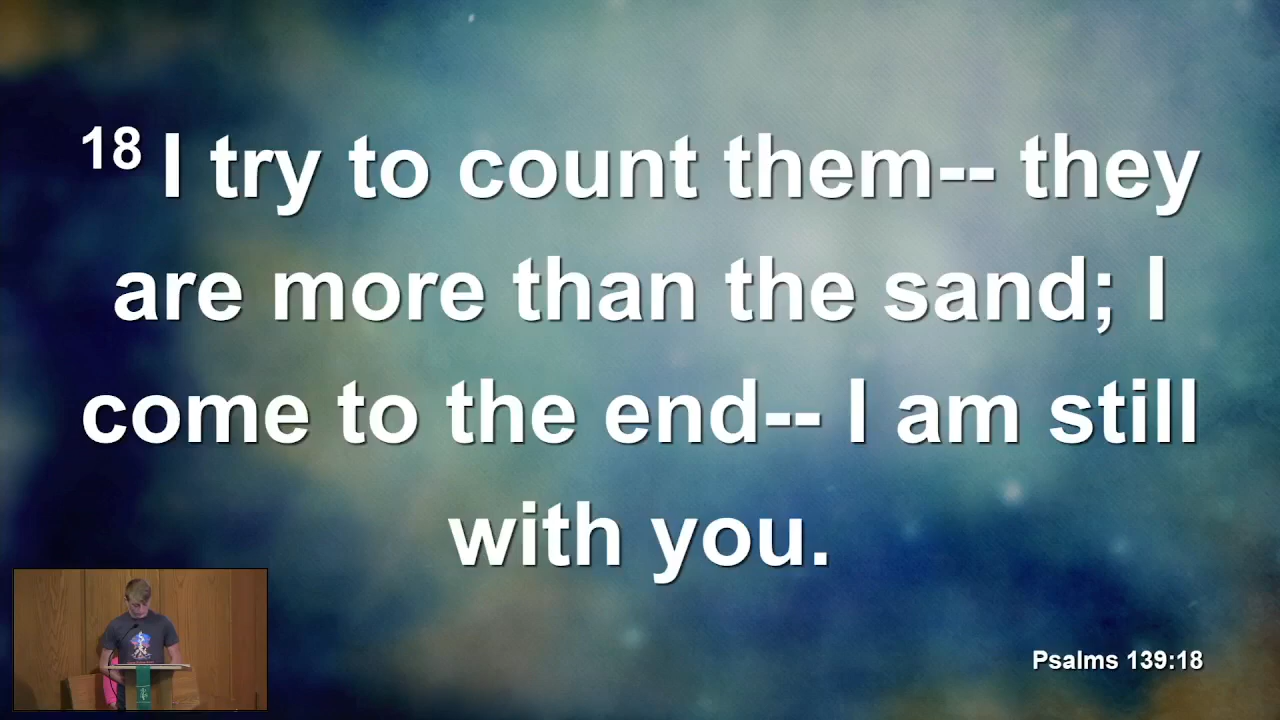 18 I try to count them-- they
are more than the sand; I
come to the end-- I am still
with you.
Psalms 139:18